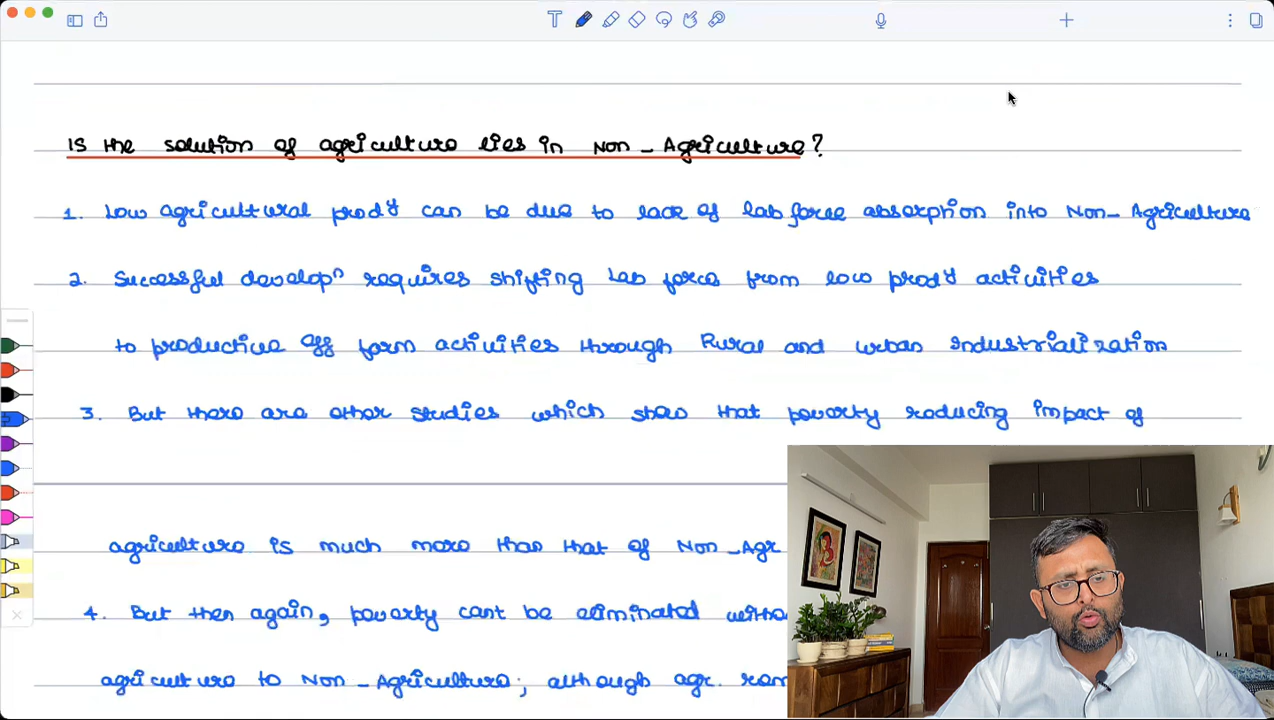 Is the solution of agriculture lies in Non-Agriculture?
1. Low agricultural prody can be due to lack of lab force absorption into Non-Agriculture
2. Successful developn requires shifting Lab force from low prody activities
to productive off farm activities through Rural and urban industrialization
3. But there are other studies which show that poverty reducing impact of
agriculture is much more than that of Non-Agr
4. But then again, poverty cant be eliminated
agriculture to Non-Agriculture; although agr.